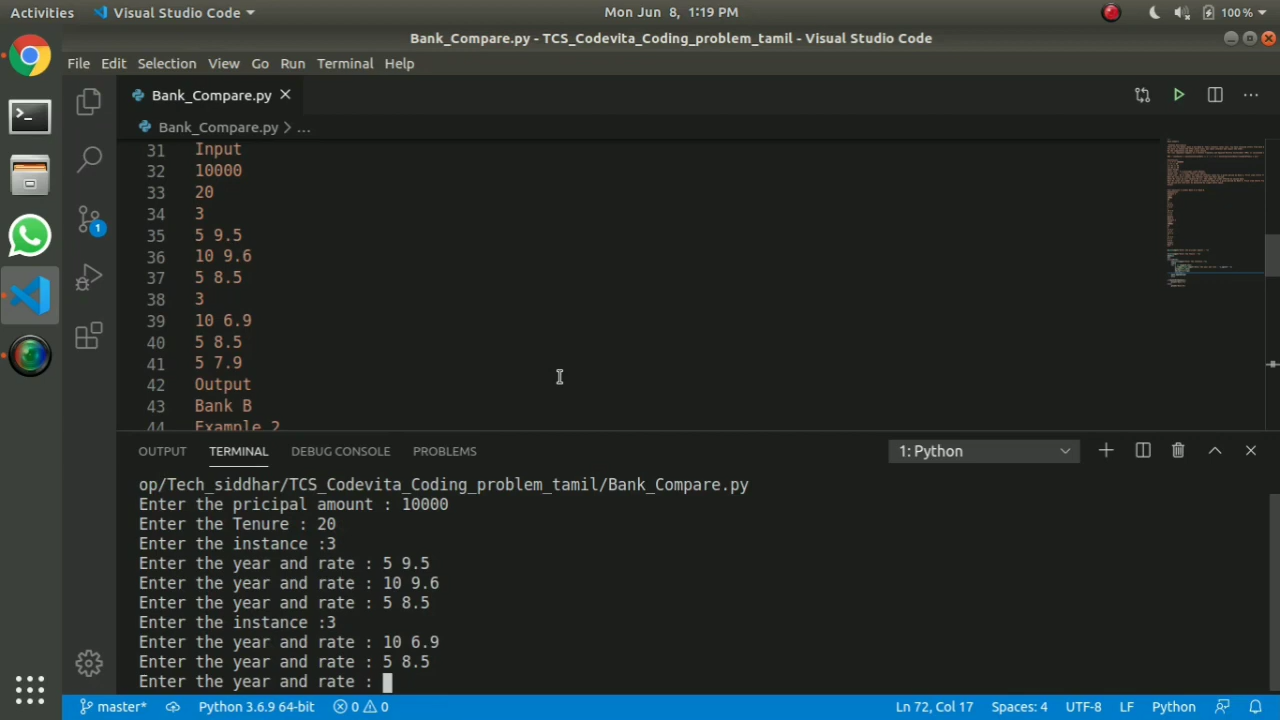 Activities Visual Studio Code Mon Jun 8, 1:19 PM 100%
Bank_Compare.py - TCS_Codevita_Coding_problem_tamil - Visual Studio Code
File Edit Selection View Go Run Terminal Help
Bank_Compare.py
Bank_Compare.py > ...
31 Input
32 10000
33 20
34 3
35 5 9.5
36 10 9.6
37 5 8.5
38 3
39 10 6.9
40 5 8.5
41 5 7.9
42 Output
43 Bank B
44 Example 2
1
OUTPUT TERMINAL DEBUG CONSOLE PROBLEMS 1: Python
op/Tech_siddhar/TCS_Codevita_Coding_problem_tamil/Bank_Compare.py
Enter the pricipal amount : 10000
Enter the Tenure : 20
Enter the instance :3
Enter the year and rate : 5 9.5
Enter the year and rate : 10 9.6
Enter the year and rate : 5 8.5
Enter the instance :3
Enter the year and rate : 10 6.9
Enter the year and rate : 5 8.5
Enter the year and rate :
master* Python 3.6.9 64-bit 0 0 Ln 72, Col 17 Spaces: 4 UTF-8 LF Python